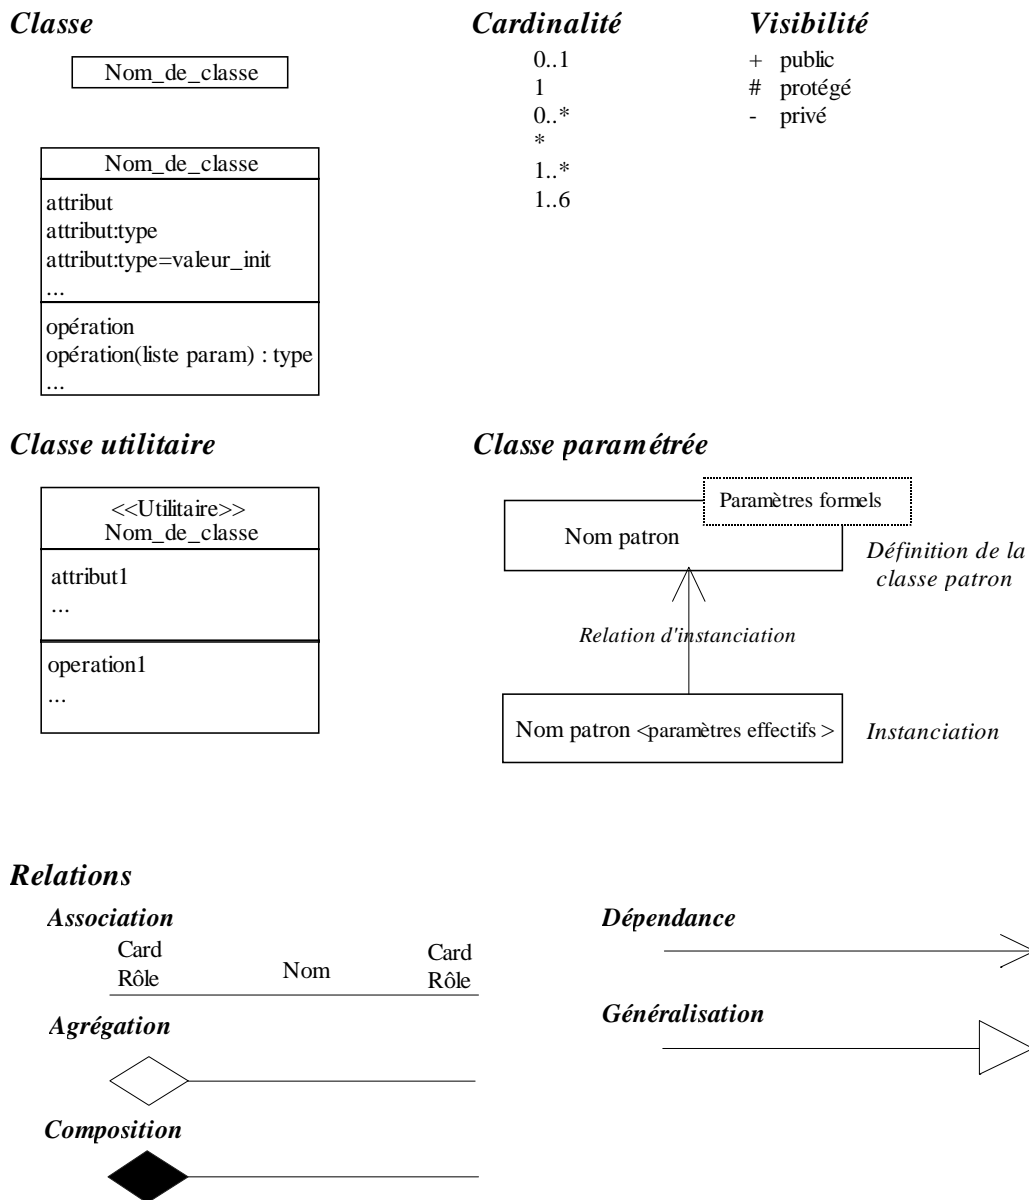 Classe
Nom_de_classe
Nom_de_classe
attribut
attribut:type
attribut:type=valeur_init
...
opération
opération(liste param) : type
...
Cardinalité
0..1
1
0..*
*
1..*
1..6
Visibilité
+ public
# protégé
- privé
Classe utilitaire
<<Utilitaire>>
Nom_de_classe
attribut1
...
operation1
...
Classe paramétrée
Paramètres formels
Nom patron
Définition de la
classe patron
Relation d'instanciation
Nom patron <paramètres effectifs >
Instanciation
Relations
Association
Card
Rôle
Nom
Card
Rôle
Agrégation
Composition
Dépendance
Généralisation